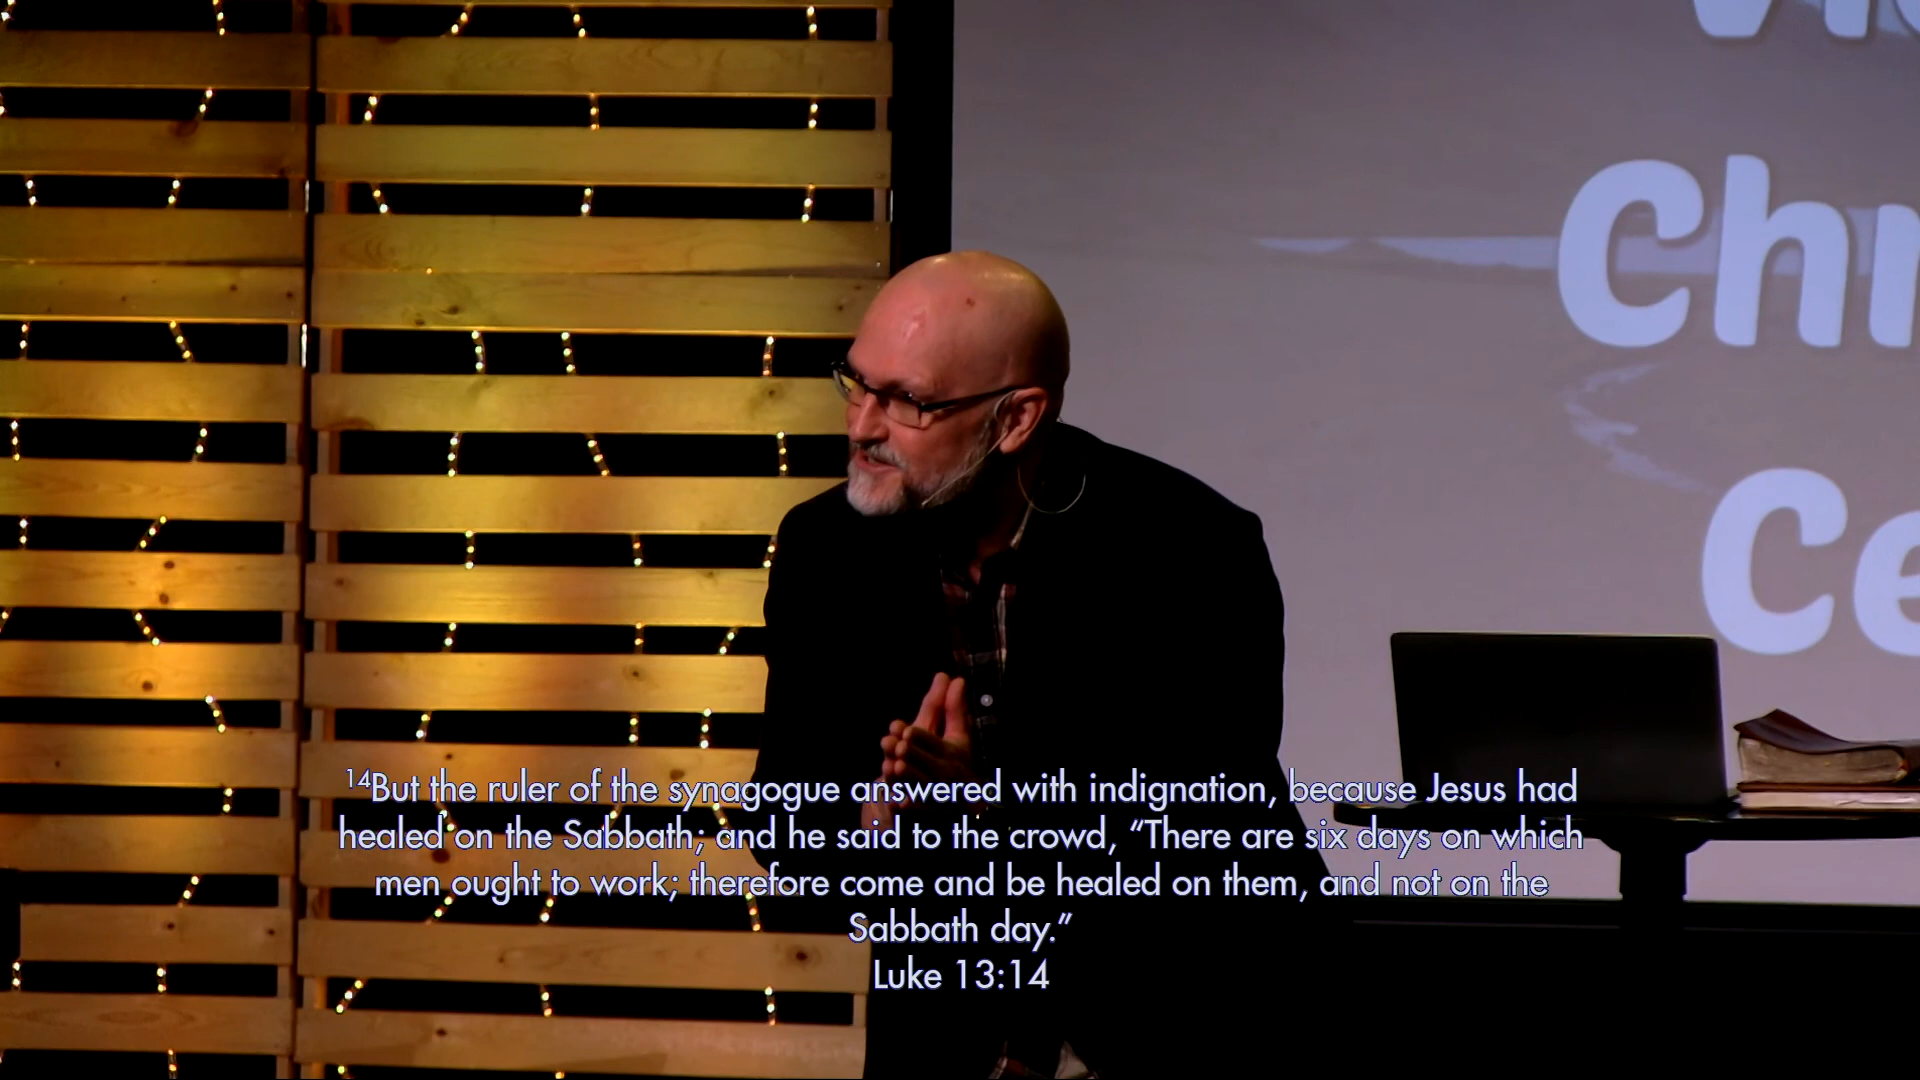 Chr
Ce
¹⁴But the ruler of the synagogue answered with indignation, because Jesus had
healed on the Sabbath; and he said to the crowd, “There are six days on which
men ought to work; therefore come and be healed on them, and not on the
Sabbath day.”
Luke 13:14